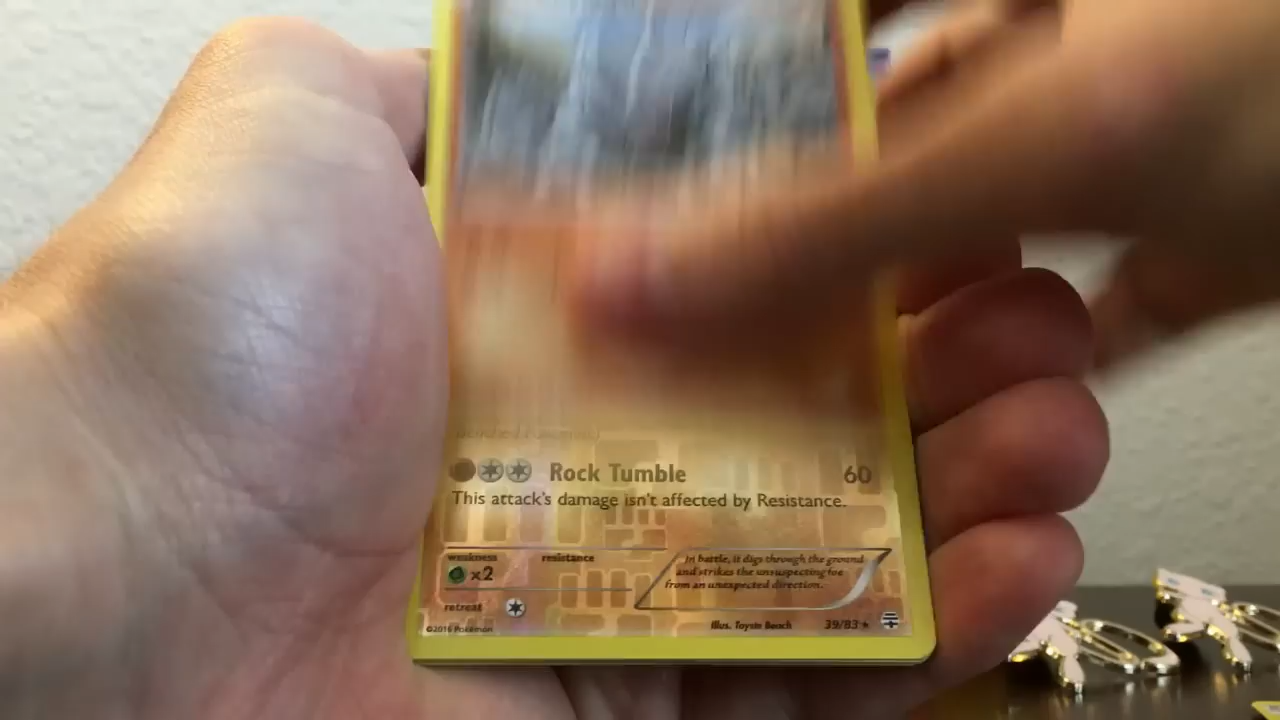 Rock Tumble 60
This attack's damage isn't affected by Resistance.
weakness resistance
x2
In battle, it digs through the ground
and strikes the unsuspecting foe
from an unexpected direction.
retreat
©2016 Pokémon
Illus. Toyste Beach 39/83